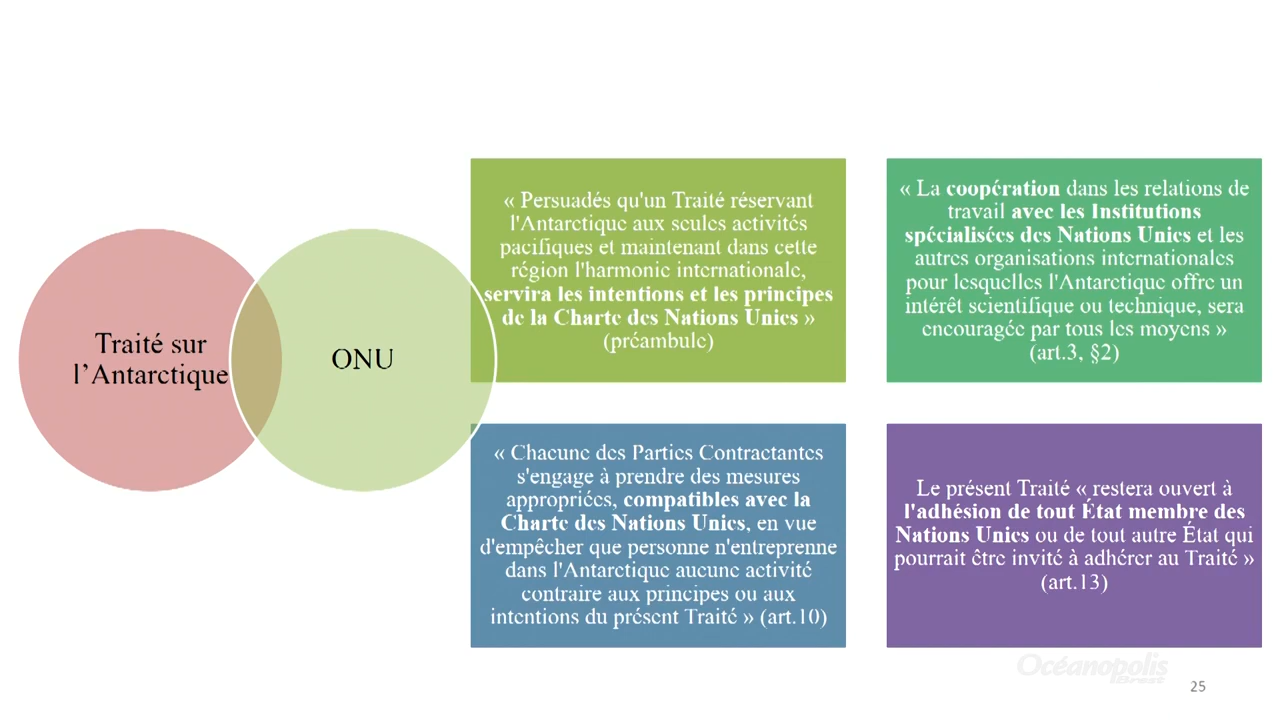 Traité sur
l’Antarctique
ONU
« Persuadés qu'un Traité réservant
l'Antarctique aux seules activités
pacifiques et maintenant dans cette
région l'harmonie internationale,
servira les intentions et les principes
de la Charte des Nations Unies »
(préambule)
« La coopération dans les relations de
travail avec les Institutions
spécialisées des Nations Unies et les
autres organisations internationales
pour lesquelles l'Antarctique offre un
intérêt scientifique ou technique, sera
encouragée par tous les moyens »
(art.3, §2)
« Chacune des Parties Contractantes
s'engage à prendre des mesures
appropriées, compatibles avec la
Charte des Nations Unies, en vue
d'empêcher que personne n'entreprenne
dans l'Antarctique aucune activité
contraire aux principes ou aux
intentions du présent Traité » (art.10)
Le présent Traité « restera ouvert à
l'adhésion de tout État membre des
Nations Unies ou de tout autre État qui
pourrait être invité à adhérer au Traité »
(art.13)
Océanopolis
Brest
25